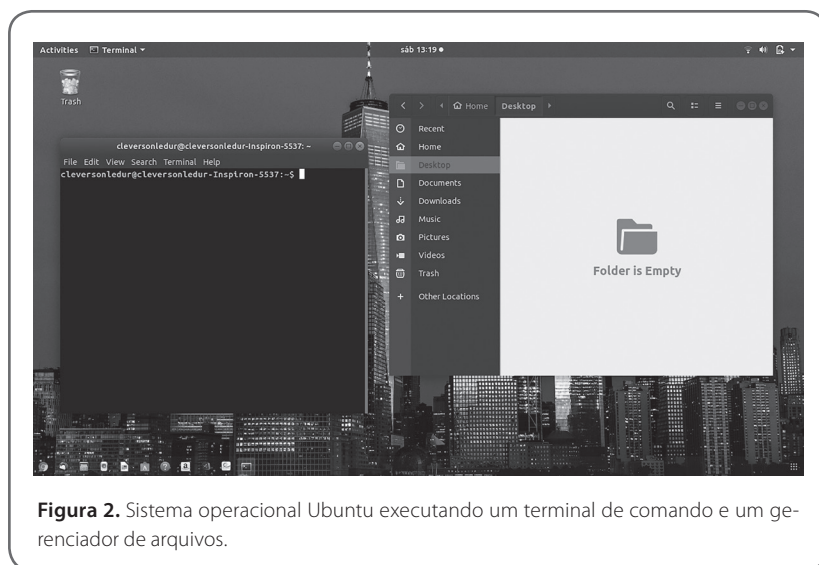 Activities Terminal sáb 13:19
Trash
cleversonledur@cleversonledur-Inspiron-5537: ~
File Edit View Search Terminal Help
cleversonledur@cleversonledur-Inspiron-5537:~$
Home Desktop
Recent
Home
Desktop
Documents
Downloads
Music
Pictures
Videos
Trash
+ Other Locations
Folder is Empty
Figura 2. Sistema operacional Ubuntu executando um terminal de comando e um ge-
renciador de arquivos.